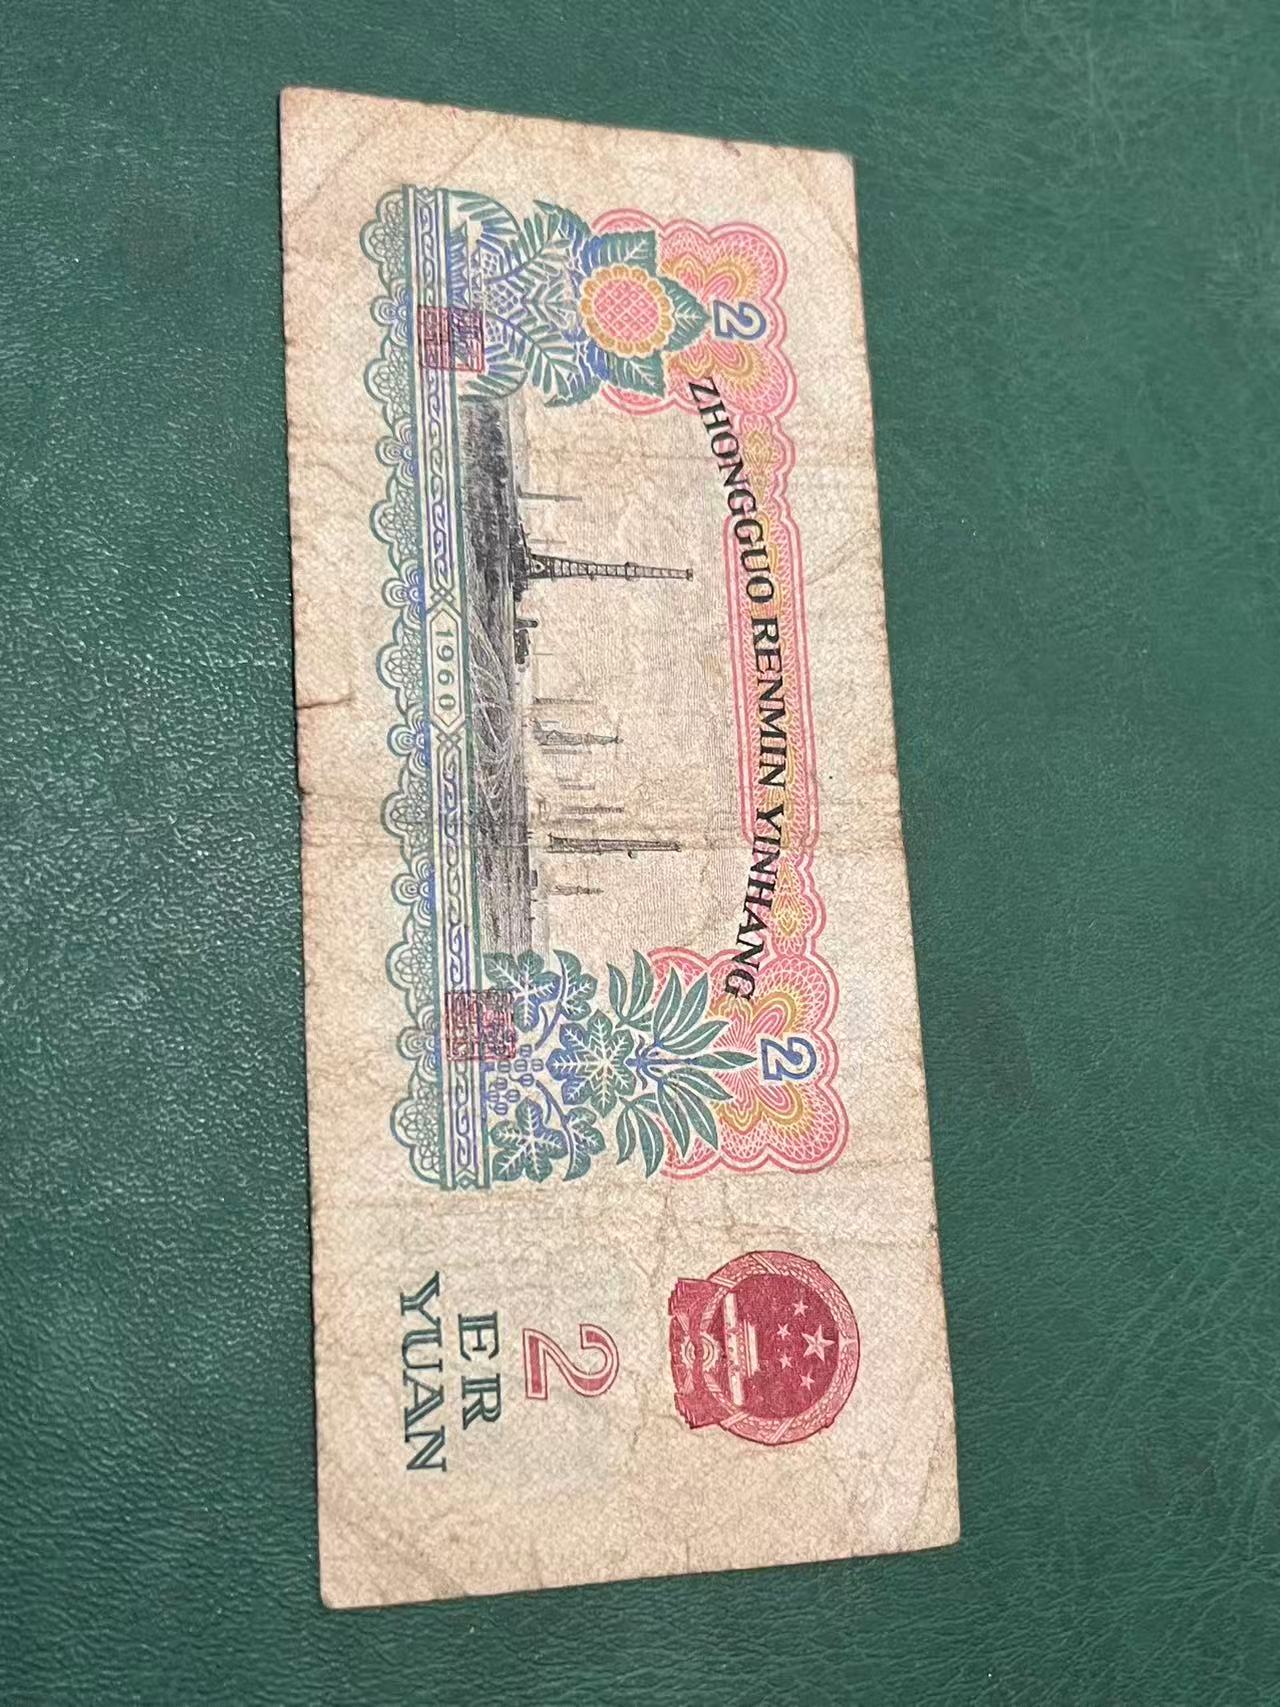 2
2
ZHONGGUO RENMIN YINHANG
1960
2
ER
YUAN